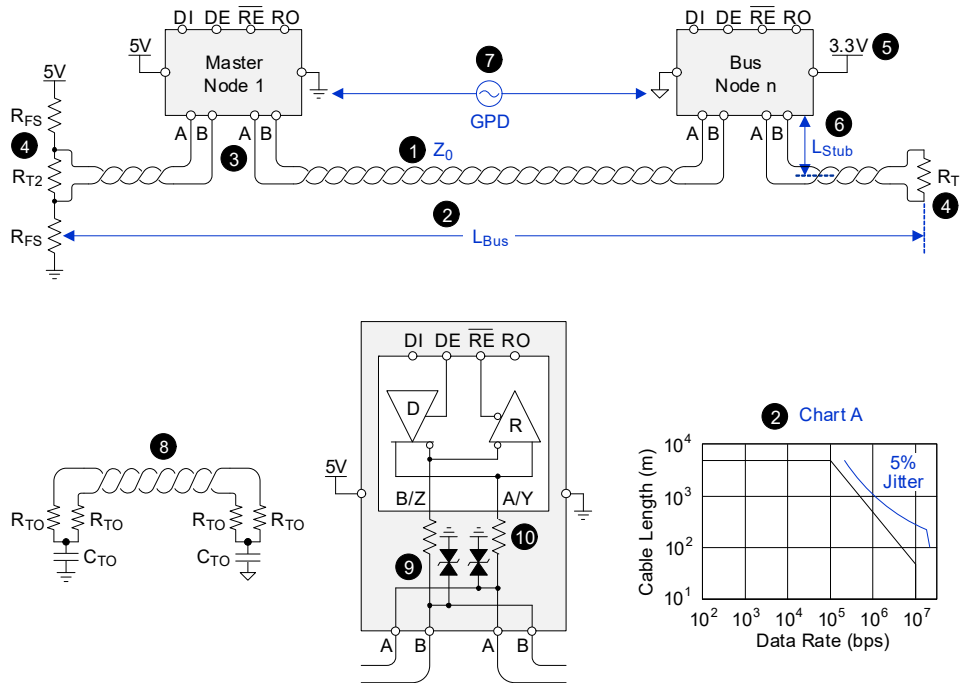 DI DE RE RO
DI DE RE RO
5V
Master
Node 1
7
GPD
Bus
Node n
3.3V 5
5V
RFS
4
RT2
RFS
A B
3
A B
1 Z0
A B
A B
6
LStub
RT
4
2
LBus
8
RTO RTO
CTO
RTO RTO
CTO
DI DE RE RO
D
R
5V
B/Z A/Y
9
10
A B A B
2 Chart A
Cable Length (m)
10^4
10^3
10^2
10^1
5%
Jitter
10^2 10^3 10^4 10^5 10^6 10^7
Data Rate (bps)